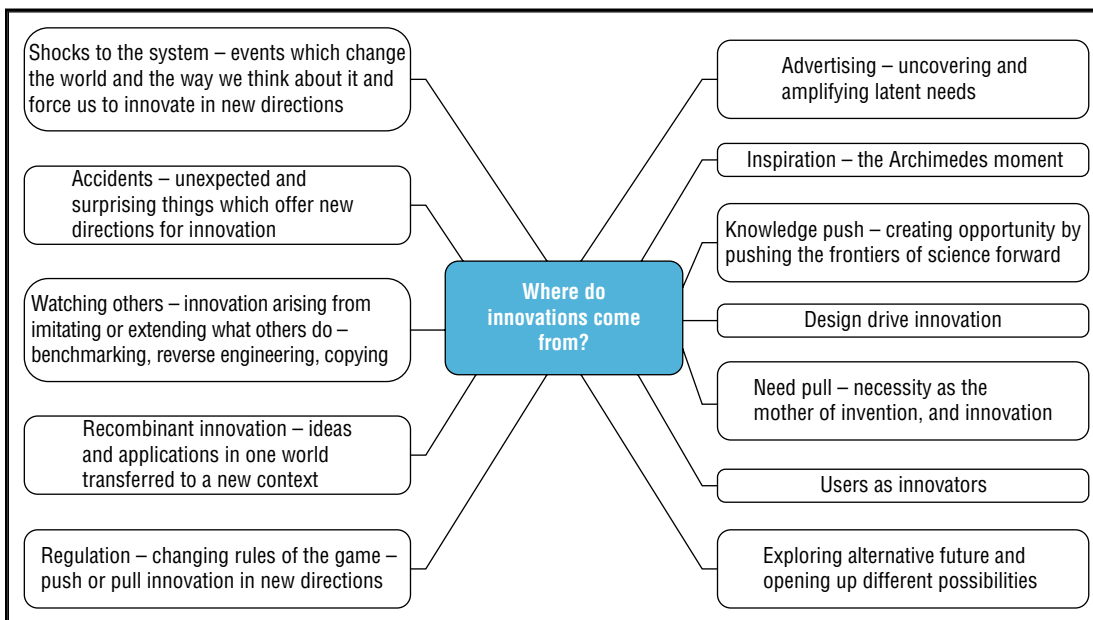 Shocks to the system – events which change
the world and the way we think about it and
force us to innovate in new directions
Accidents – unexpected and
surprising things which offer new
directions for innovation
Watching others – innovation arising from
imitating or extending what others do –
benchmarking, reverse engineering, copying
Recombinant innovation – ideas
and applications in one world
transferred to a new context
Regulation – changing rules of the game –
push or pull innovation in new directions
Where do
innovations come
from?
Advertising – uncovering and
amplifying latent needs
Inspiration – the Archimedes moment
Knowledge push – creating opportunity by
pushing the frontiers of science forward
Design drive innovation
Need pull – necessity as the
mother of invention, and innovation
Users as innovators
Exploring alternative future and
opening up different possibilities